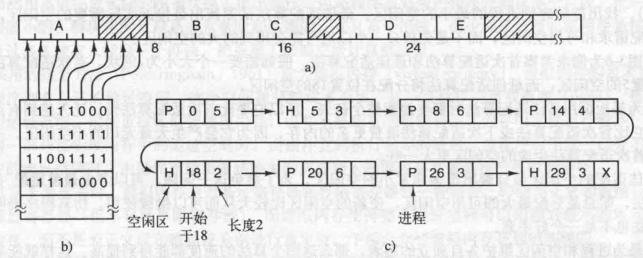 A B C D E
8 16 24
a)
11111000
11111111
11001111
11111000
b)
P 0 5
H 5 3
P 8 6
P 14 4
H 18 2
P 20 6
P 26 3
H 29 3 X
空闲区
开始
于18
长度2
进程
c)